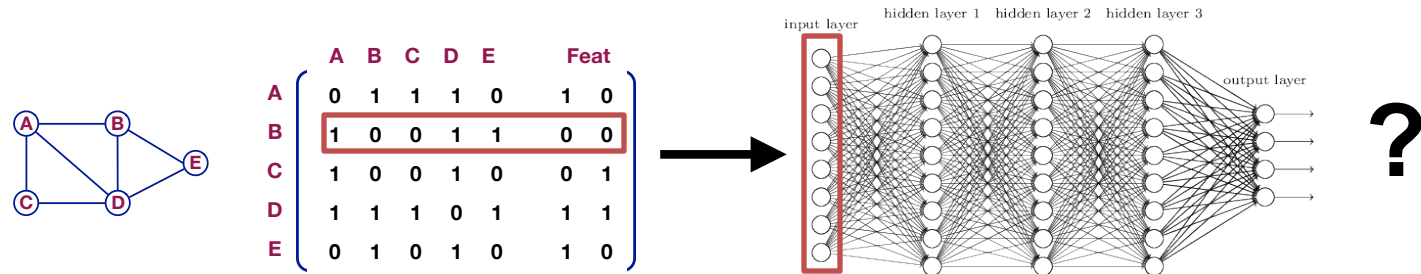 A B
C D
E
A B C D E Feat
A 0 1 1 1 0 1 0
B 1 0 0 1 1 0 0
C 1 0 0 1 0 0 1
D 1 1 1 0 1 1 1
E 0 1 0 1 0 1 0
input layer
hidden layer 1 hidden layer 2 hidden layer 3
output layer
?